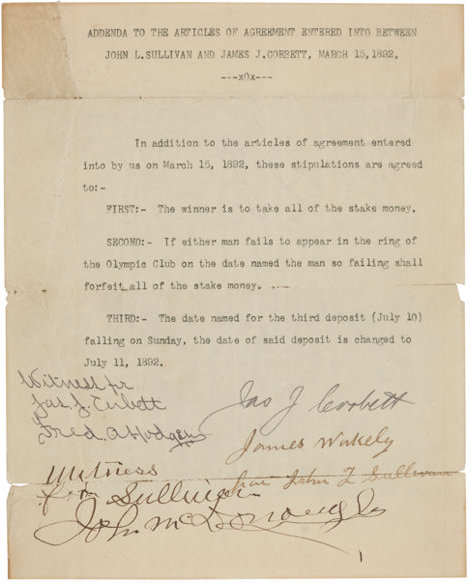 ADDENDA TO THE ARTICLES OF AGREEMENT ENTERED INTO BETWEEN
JOHN L.SULLIVAN AND JAMES J.CORBETT, MARCH 15,1892.
---xOx---
In addition to the articles of agreement entered
into by us on March 15, 1892, these stipulations are agreed
to:-
FIRST:- The winner is to take all of the stake money.
SECOND:- If either man fails to appear in the ring of
the Olympic Club on the date named the man so failing shall
forfeit all of the stake money.
THIRD:- The date named for the third deposit (July 10)
falling on Sunday, the date of said deposit is changed to
July 11, 1892.
Witness for
Jas. J. Corbett
Fred. A Hodgens
Jas J Corbett
James Wakely
for John L Sullivan
Witness
for Sullivan
John McDonough